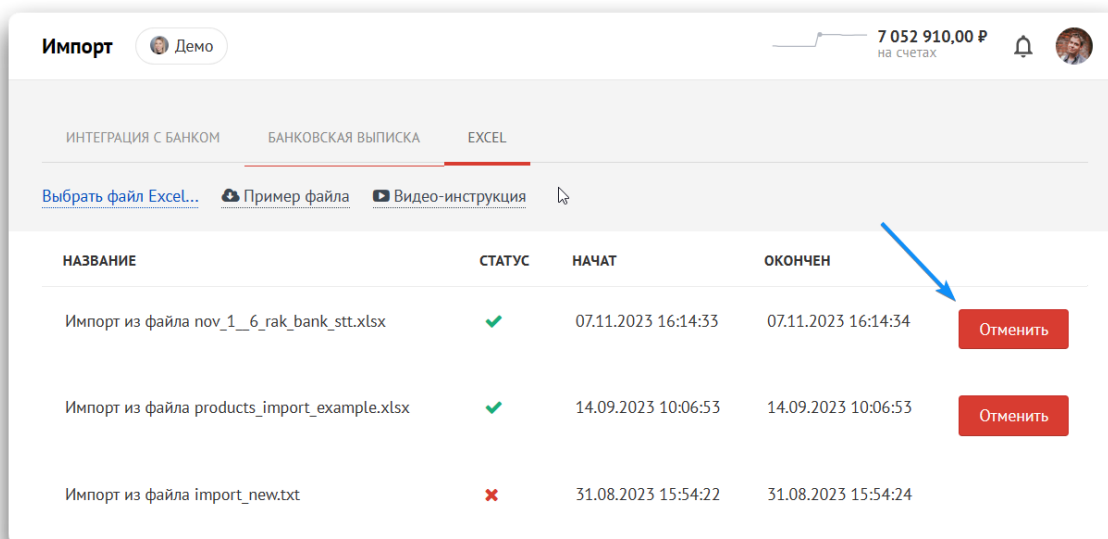 Импорт Демо 7 052 910,00 ₽
на счетах
ИНТЕГРАЦИЯ С БАНКОМ БАНКОВСКАЯ ВЫПИСКА EXCEL
Выбрать файл Excel... Пример файла Видео-инструкция
НАЗВАНИЕ СТАТУС НАЧАТ ОКОНЧЕН
Импорт из файла nov_1__6_rak_bank_stt.xlsx 07.11.2023 16:14:33 07.11.2023 16:14:34 Отменить
Импорт из файла products_import_example.xlsx 14.09.2023 10:06:53 14.09.2023 10:06:53 Отменить
Импорт из файла import_new.txt 31.08.2023 15:54:22 31.08.2023 15:54:24